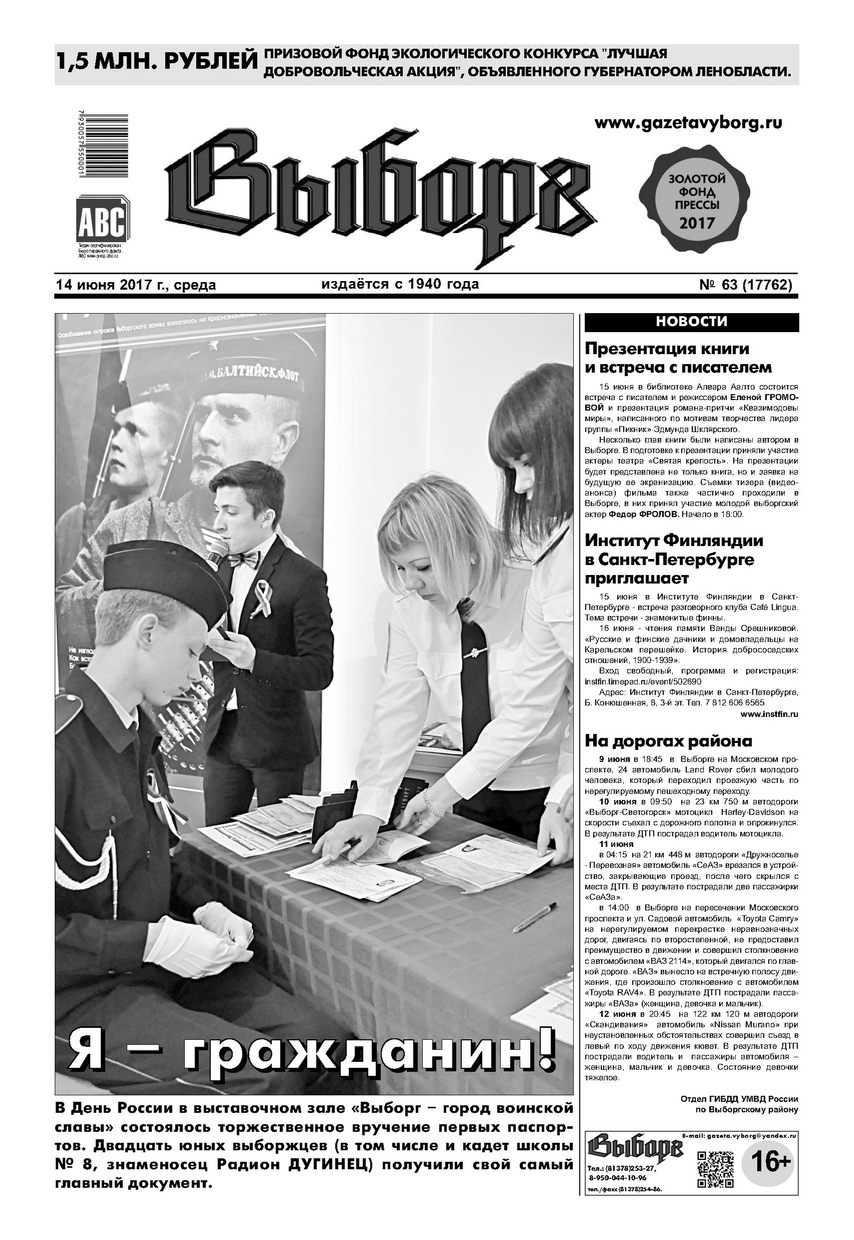 1,5 МЛН. РУБЛЕЙ ПРИЗОВОЙ ФОНД ЭКОЛОГИЧЕСКОГО КОНКУРСА "ЛУЧШАЯ
ДОБРОВОЛЬЧЕСКАЯ АКЦИЯ", ОБЪЯВЛЕННОГО ГУБЕРНАТОРОМ ЛЕНОБЛАСТИ.
www.gazetavyborg.ru
Выборг
ABC
ЗОЛОТОЙ
ФОНД
ПРЕССЫ
2017
14 июня 2017 г., среда
издаётся с 1940 года
№ 63 (17762)
М.БАЛТІЙСК.ФЛОТ
Я – гражданин!
В День России в выставочном зале «Выборг – город воинской
славы» состоялось торжественное вручение первых паспор-
тов. Двадцать юных выборжцев (в том числе и кадет школы
№ 8, знаменосец Радион ДУГИНЕЦ) получили свой самый
главный документ.
НОВОСТИ
Презентация книги
и встреча с писателем
15 июня в библиотеке Алвара Аалто состоится
встреча с писателем и режиссером Еленой ГРОМО-
ВОЙ и презентация романа-притчи «Квазимодовы
миры», написанного по мотивам творчества лидера
группы «Пикник» Эдмунда Шклярского.
Несколько глав книги были написаны автором в
Выборге. В подготовке к презентации приняли участие
актеры театра «Святая крепость». На презентации
будет представлена не только книга, но и заявка на
будущую ее экранизацию. Съемки тизера (видео-
анонса) фильма также частично проходили в
Выборге, в них принял участие молодой выборгский
актер Федор ФРОЛОВ. Начало в 18:00.
Институт Финляндии
в Санкт-Петербурге
приглашает
15 июня в Институте Финляндии в Санкт-
Петербурге - встреча разговорного клуба Café Lingua.
Тема встречи - знаменитые финны.
16 июня - чтения памяти Ванды Орешниковой.
«Русские и финские дачники и домовладельцы на
Карельском перешейке. История добрососедских
отношений, 1900-1939».
Вход свободный, программа и регистрация:
instfin.timepad.ru/event/502690
Адрес: Институт Финляндии в Санкт-Петербурге,
Б. Конюшенная, 8, 3-й эт. Тел. 7 812 606 6565
www.instfin.ru
На дорогах района
9 июня в 18:45 в Выборге на Московском про-
спекте, 24 автомобиль Land Rover сбил молодого
человека, который переходил проезжую часть по
нерегулируемому пешеходному переходу.
10 июня в 09:50 на 23 км 750 м автодороги
«Выборг-Светогорск» мотоцикл Harley-Davidson на
скорости съехал с дорожного полотна и опрокинулся.
В результате ДТП пострадал водитель мотоцикла.
11 июня
в 04:15 на 21 км 448 м автодороги «Дружноселье
- Перевозная» автомобиль «СеАЗ» врезался в устрой-
ство, закрывающие проезд, после чего скрылся с
места ДТП. В результате пострадали две пассажирки
«СеАЗа».
в 14:00 в Выборге на пересечении Московского
проспекта и ул. Садовой автомобиль «Toyota Camry»
на нерегулируемом перекрестке неравнозначных
дорог, двигаясь по второстепенной, не предоставил
преимущество в движении и совершил столкновение
с автомобилем «ВАЗ 2114», который двигался по глав-
ной дороге. «ВАЗ» вынесло на встречную полосу дви-
жения, где произошло столкновение с автомобилем
«Toyota RAV4». В результате ДТП пострадали пасса-
жиры «ВАЗа» (женщина, девочка и мальчик).
12 июня в 20:45 на 122 км 120 м автодороги
«Скандинавия» автомобиль «Nissan Murano» при
неустановленных обстоятельствах совершил съезд в
левый по ходу движения кювет. В результате ДТП
пострадали водитель и пассажиры автомобиля –
женщина, мальчик и девочка. Состояние девочки
тяжелое.
Отдел ГИБДД УМВД России
по Выборгскому району
E-mail: gazeta.vyborg@yandex.ru
Выборг
Тел.: (81378)253-27,
8-950-044-10-96
тел./факс (81378)254-86.
16+